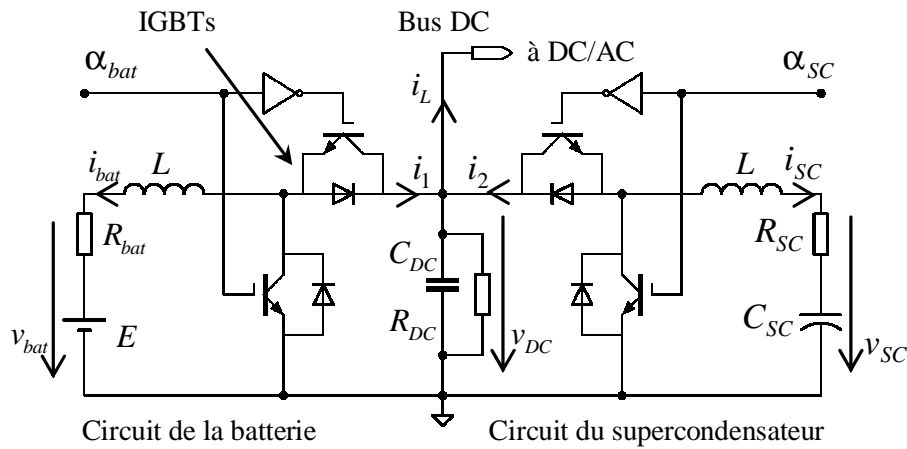 IGBTs
Bus DC
à DC/AC
α_bat
α_SC
i_L
i_bat
L
i_1
i_2
L
i_SC
R_bat
C_DC
R_SC
R_DC
C_SC
v_bat
E
v_DC
v_SC
Circuit de la batterie
Circuit du supercondensateur